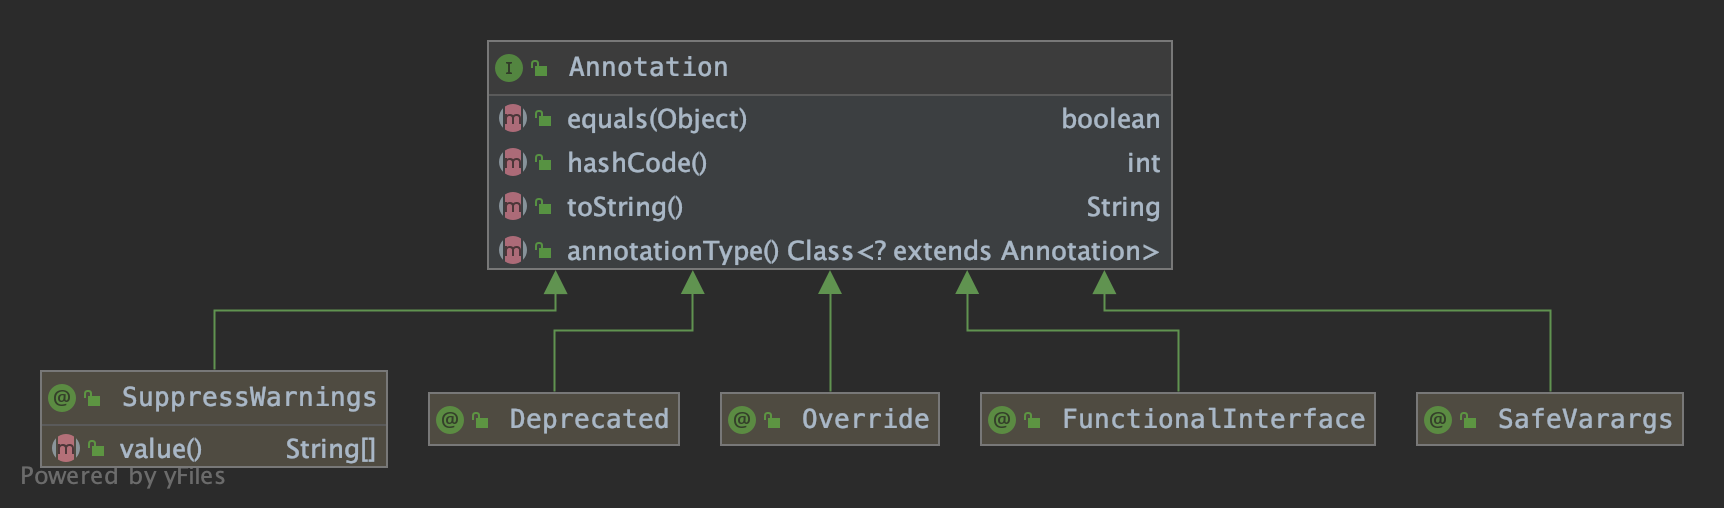 I Annotation
m equals(Object) boolean
m hashCode() int
m toString() String
m annotationType() Class<? extends Annotation>
@ SuppressWarnings
m value() String[]
@ Deprecated
@ Override
@ FunctionalInterface
@ SafeVarargs
Powered by yFiles